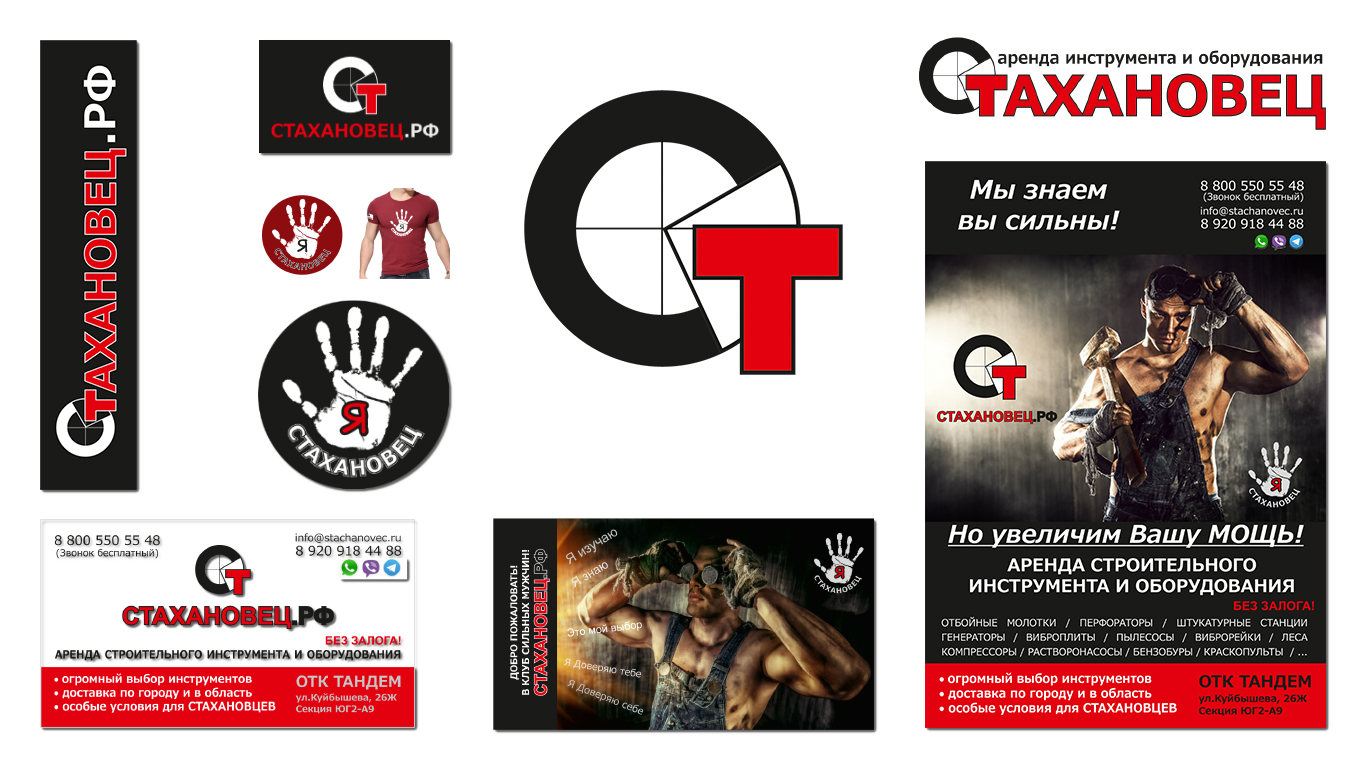 СТАХАНОВЕЦ.РФ
СТ
СТАХАНОВЕЦ.РФ
Я
СТАХАНОВЕЦ
Я
СТАХАНОВЕЦ
СТ
аренда инструмента и оборудования
СТАХАНОВЕЦ
8 800 550 55 48
(Звонок бесплатный)
info@stachanovec.ru
8 920 918 44 88
СТ
СТАХАНОВЕЦ.РФ
БЕЗ ЗАЛОГА!
АРЕНДА СТРОИТЕЛЬНОГО ИНСТРУМЕНТА И ОБОРУДОВАНИЯ
• огромный выбор инструментов
• доставка по городу и в область
• особые условия для СТАХАНОВЦЕВ
ОТК ТАНДЕМ
ул.Куйбышева, 26Ж
Секция ЮГ2-А9
ДОБРО ПОЖАЛОВАТЬ!
В КЛУБ СИЛЬНЫХ МУЖЧИН!
СТАХАНОВЕЦ.РФ
Я изучаю
Я знаю
Это мой выбор
Я Доверяю тебе
Я Доверяю себе
Я
СТАХАНОВЕЦ
Мы знаем
вы сильны!
8 800 550 55 48
(Звонок бесплатный)
info@stachanovec.ru
8 920 918 44 88
СТ
СТАХАНОВЕЦ.РФ
Я
СТАХАНОВЕЦ
Но увеличим Вашу МОЩЬ!
АРЕНДА СТРОИТЕЛЬНОГО
ИНСТРУМЕНТА И ОБОРУДОВАНИЯ
БЕЗ ЗАЛОГА!
ОТБОЙНЫЕ МОЛОТКИ / ПЕРФОРАТОРЫ / ШТУКАТУРНЫЕ СТАНЦИИ
ГЕНЕРАТОРЫ / ВИБРОПЛИТЫ / ПЫЛЕСОСЫ / ВИБРОРЕЙКИ / ЛЕСА
КОМПРЕССОРЫ / РАСТВОРОНАСОСЫ / БЕНЗОБУРЫ / КРАСКОПУЛЬТЫ / ...
• огромный выбор инструментов
• доставка по городу и в область
• особые условия для СТАХАНОВЦЕВ
ОТК ТАНДЕМ
ул.Куйбышева, 26Ж
Секция ЮГ2-А9